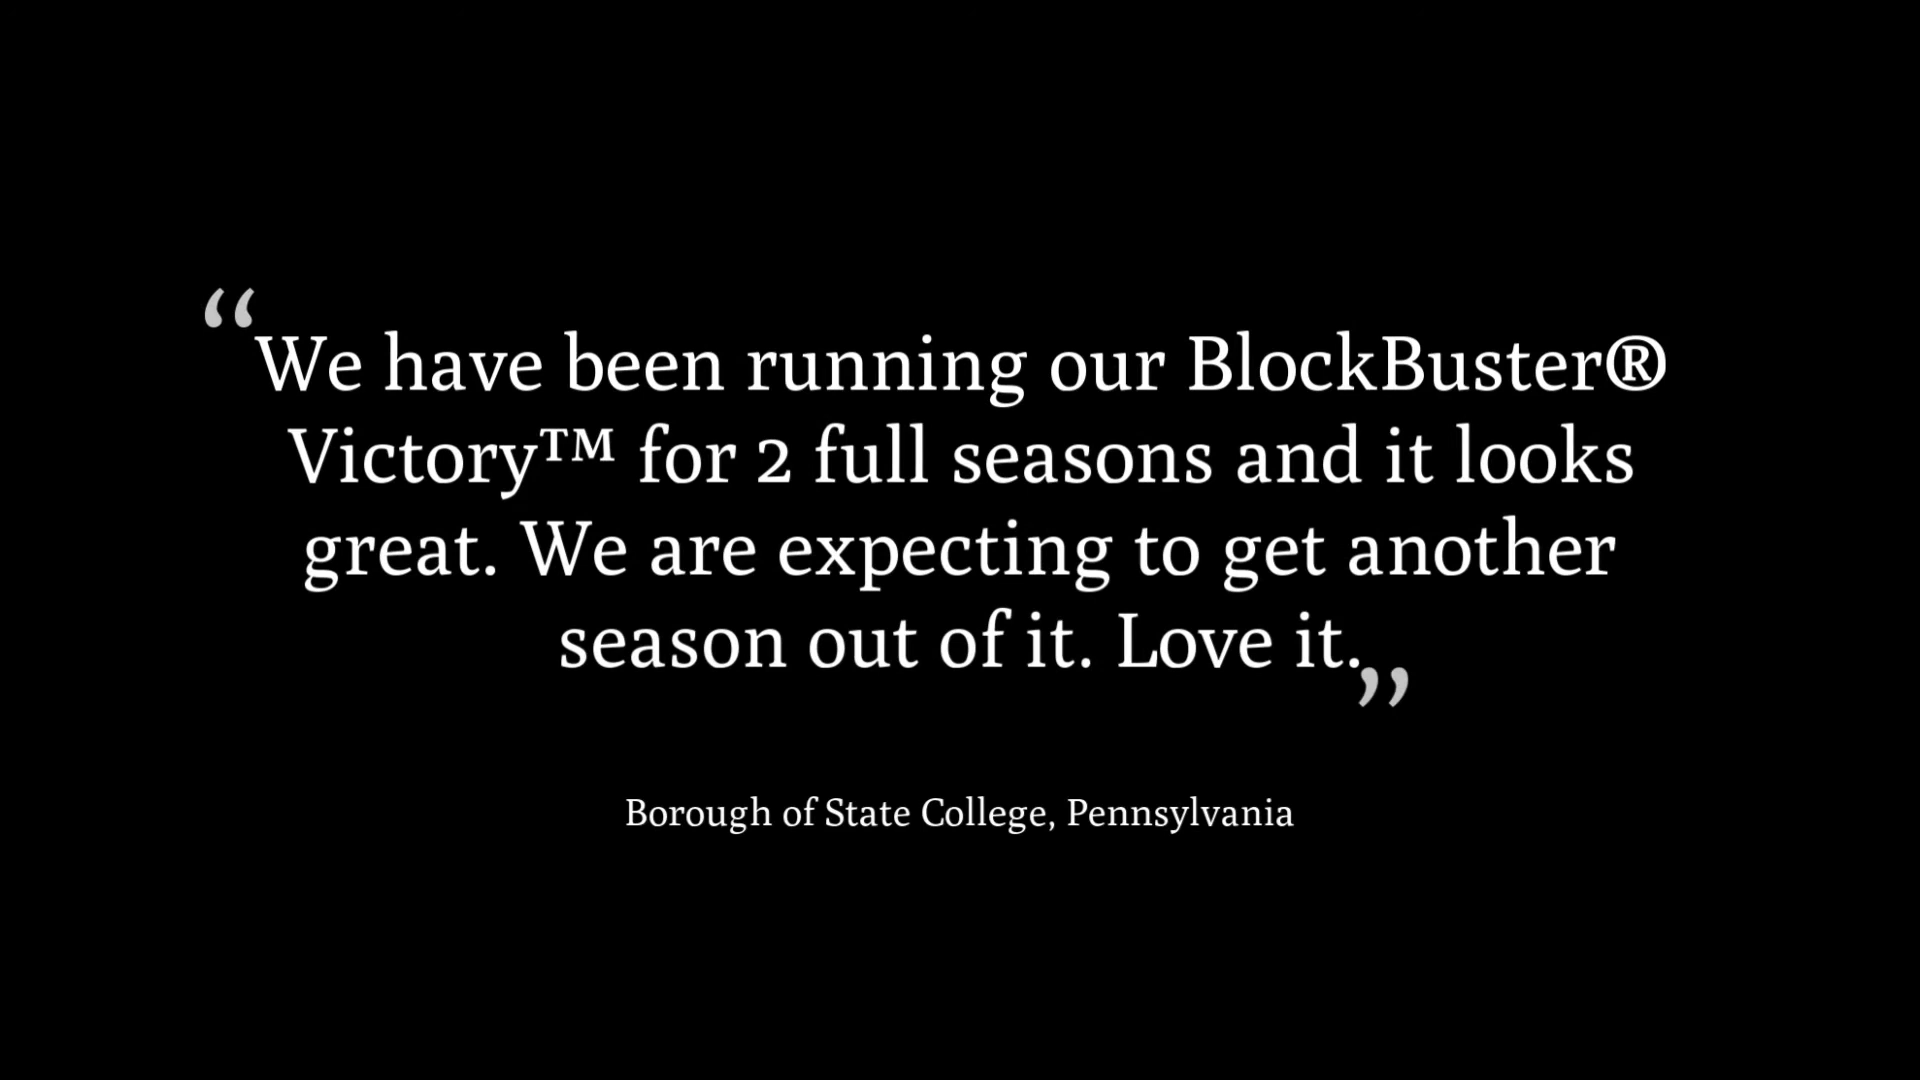 “We have been running our BlockBuster®
Victory™ for 2 full seasons and it looks
great. We are expecting to get another
season out of it. Love it.”
Borough of State College, Pennsylvania